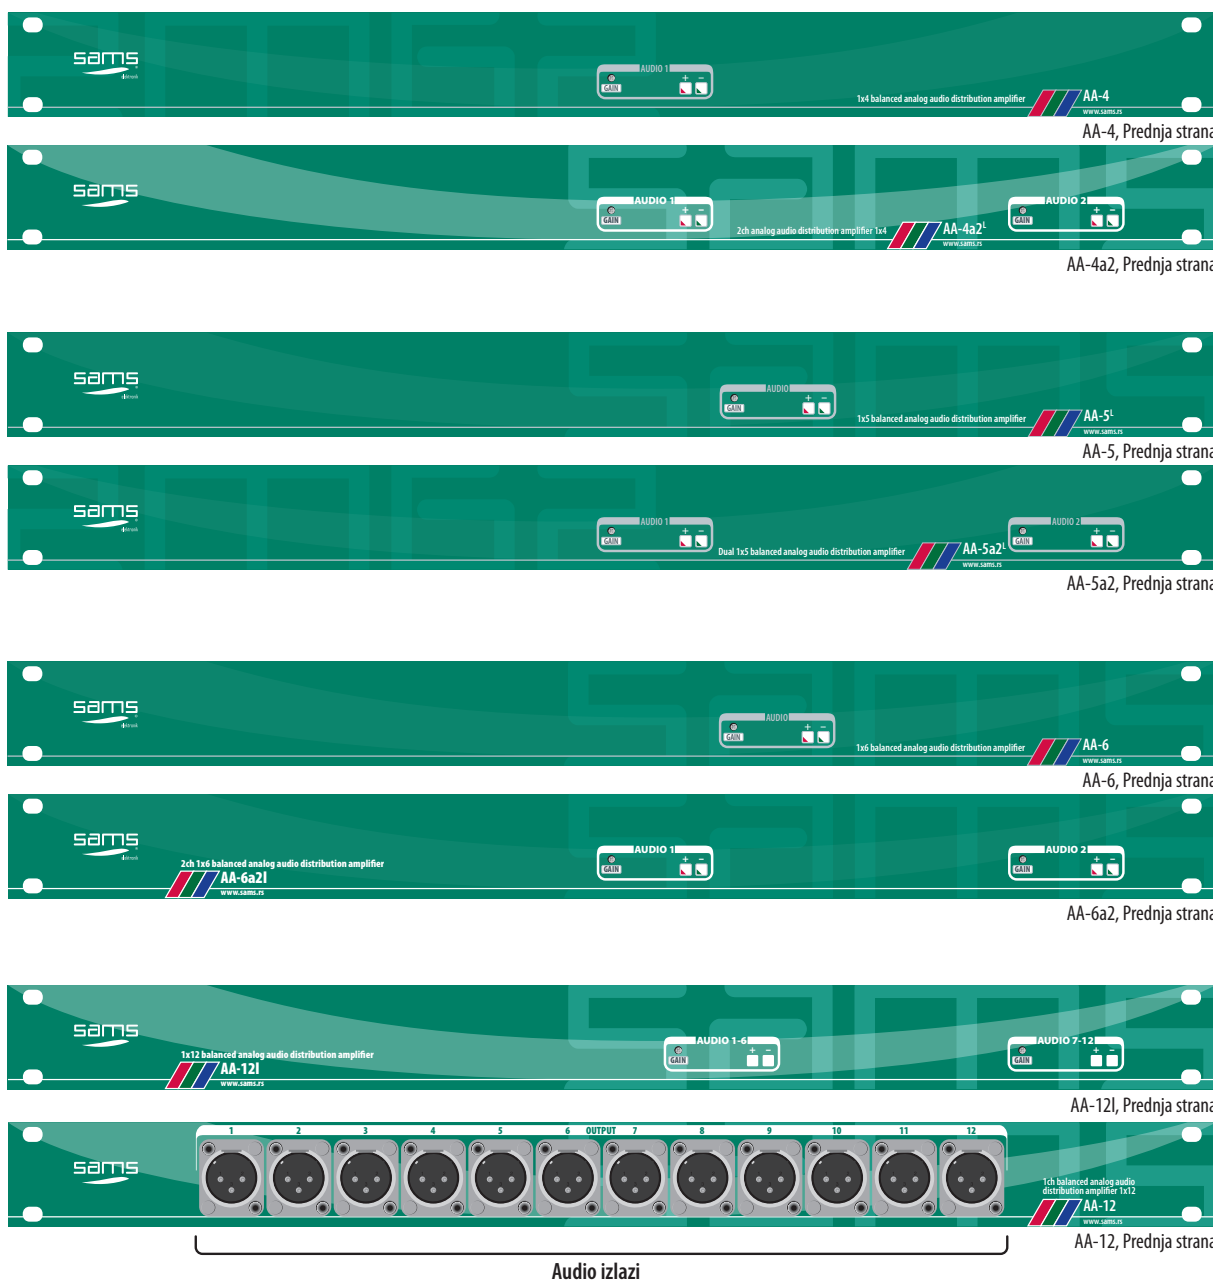 sams
elektronik
AUDIO 1
GAIN
+ −
1x4 balanced analog audio distribution amplifier
AA-4
www.sams.rs
AA-4, Prednja strana
sams
AUDIO 1
GAIN
+ −
2ch analog audio distribution amplifier 1x4
AA-4a2L
www.sams.rs
AUDIO 2
GAIN
+ −
AA-4a2, Prednja strana
sams
elektronik
AUDIO
GAIN
+ −
1x5 balanced analog audio distribution amplifier
AA-5L
www.sams.rs
AA-5, Prednja strana
sams
elektronik
AUDIO 1
GAIN
+ −
Dual 1x5 balanced analog audio distribution amplifier
AA-5a2L
www.sams.rs
AUDIO 2
GAIN
+ −
AA-5a2, Prednja strana
sams
elektronik
AUDIO
GAIN
+ −
1x6 balanced analog audio distribution amplifier
AA-6
www.sams.rs
AA-6, Prednja strana
sams
elektronik
2ch 1x6 balanced analog audio distribution amplifier
AA-6a2l
www.sams.rs
AUDIO 1
GAIN
+ −
AUDIO 2
GAIN
+ −
AA-6a2, Prednja strana
sams
1x12 balanced analog audio distribution amplifier
AA-12l
www.sams.rs
AUDIO 1-6
GAIN
+ −
AUDIO 7-12
GAIN
+ −
AA-12l, Prednja strana
sams
1 2 3 4 5 6 OUTPUT 7 8 9 10 11 12
1ch balanced analog audio
distribution amplifier 1x12
AA-12
www.sams.rs
AA-12, Prednja strana
Audio izlazi